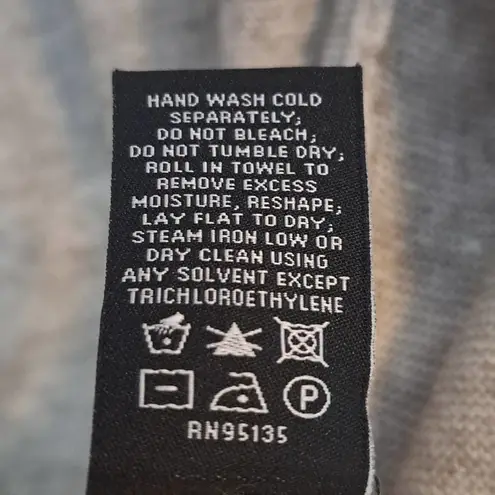 HAND WASH COLD
SEPARATELY;
DO NOT BLEACH;
DO NOT TUMBLE DRY;
ROLL IN TOWEL TO
REMOVE EXCESS
MOISTURE, RESHAPE;
LAY FLAT TO DRY;
STEAM IRON LOW OR
DRY CLEAN USING
ANY SOLVENT EXCEPT
TRICHLOROETHYLENE
P
RN95135